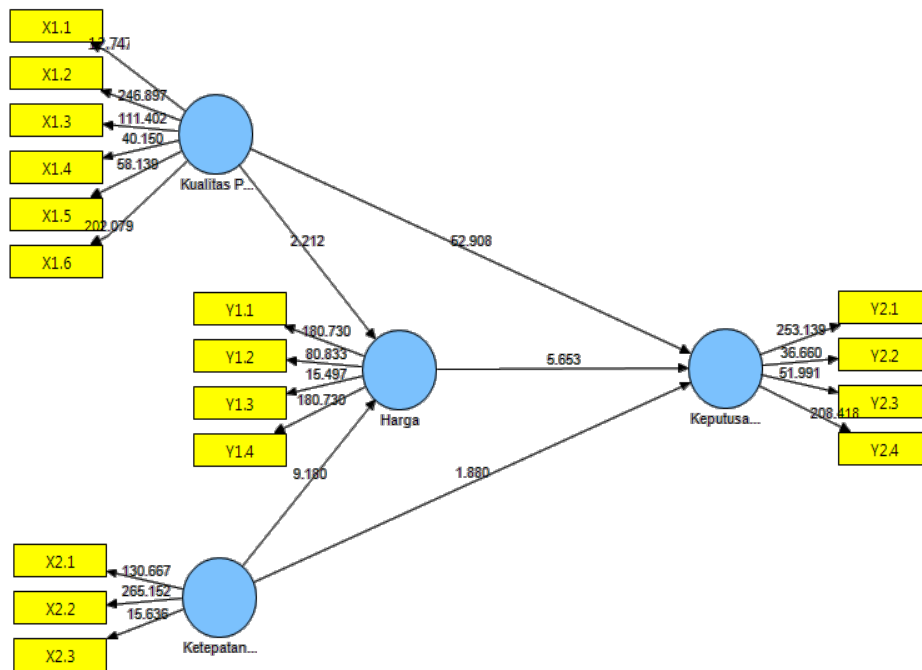 X1.1
X1.2
246.897
X1.3
111.402
X1.4
40.150
58.139
X1.5
202.079
X1.6
Kualitas P...
2.212
62.908
Y1.1
180.730
Y1.2
80.833
Y1.3
15.497
180.730
Y1.4
Harga
5.653
Y2.1
253.139
Y2.2
36.660
51.991
Y2.3
208.418
Y2.4
Keputusa...
9.180
1.880
X2.1
130.667
X2.2
265.152
15.636
X2.3
Ketepatan...